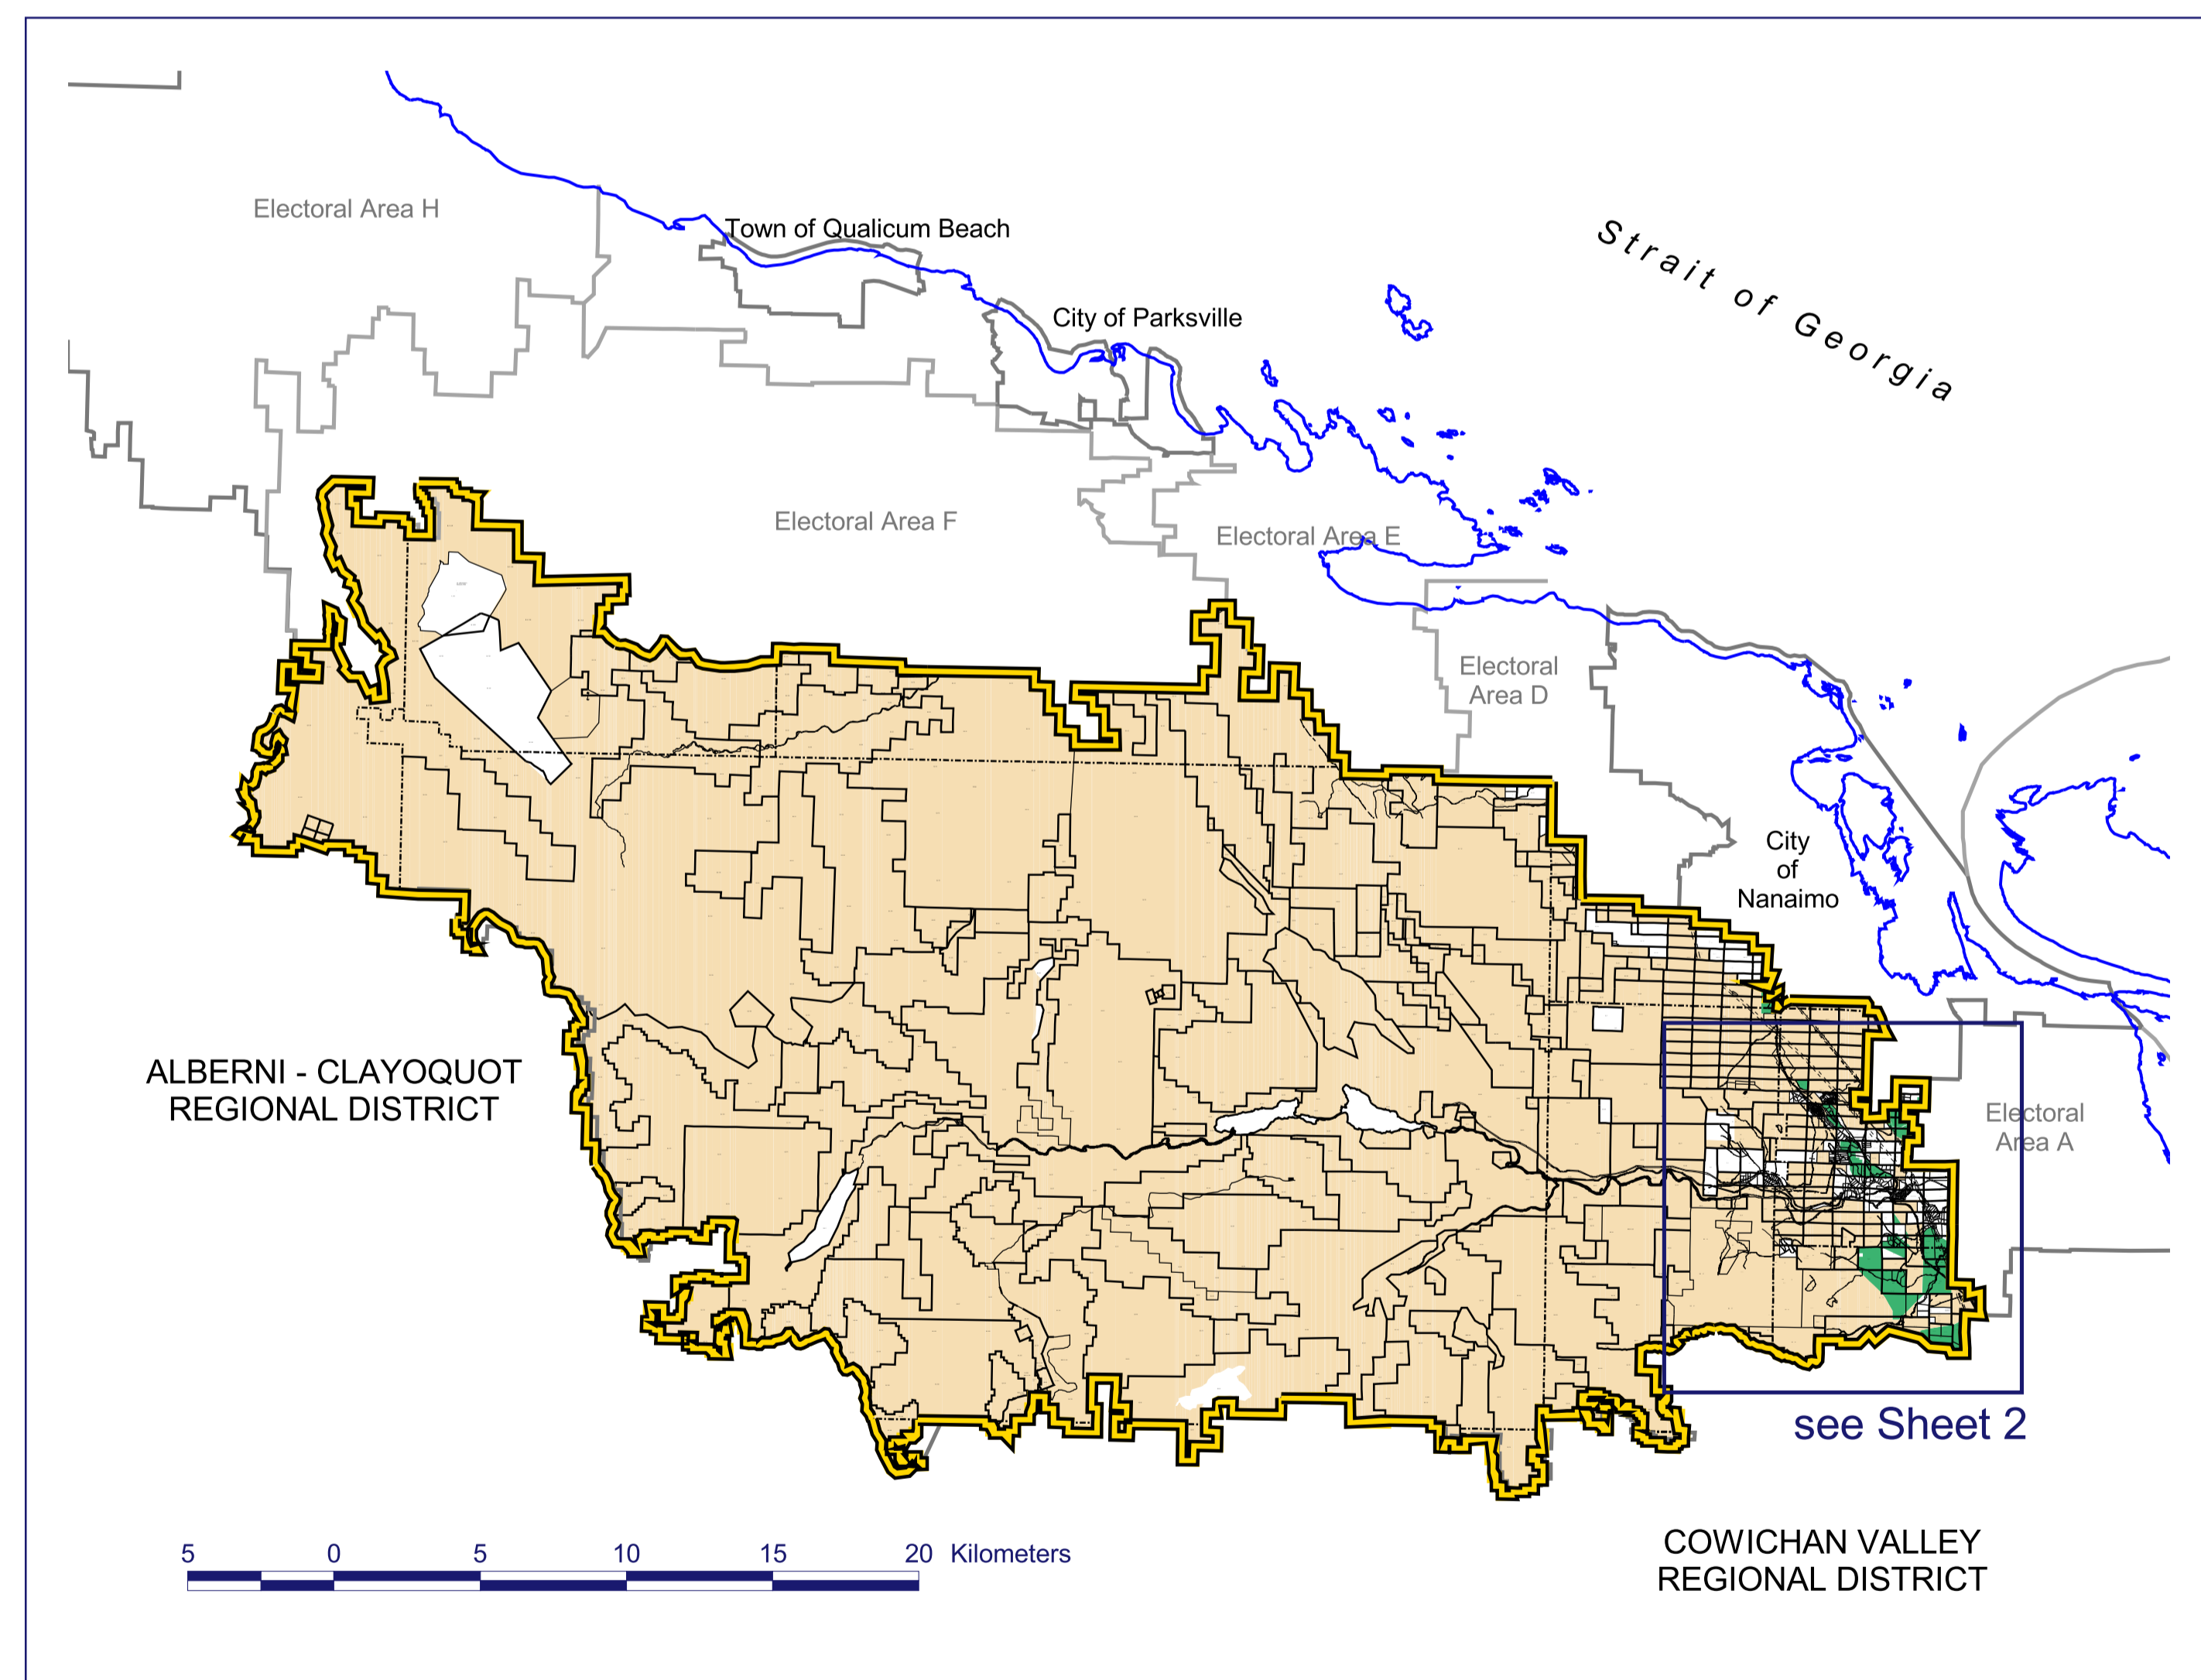 Electoral Area H
Town of Qualicum Beach
Strait of Georgia
City of Parksville
Electoral Area F
Electoral Area E
Electoral
Area D
City
of
Nanaimo
ALBERNI - CLAYOQUOT
REGIONAL DISTRICT
Electoral
Area A
see Sheet 2
5 0 5 10 15 20 Kilometers
COWICHAN VALLEY
REGIONAL DISTRICT